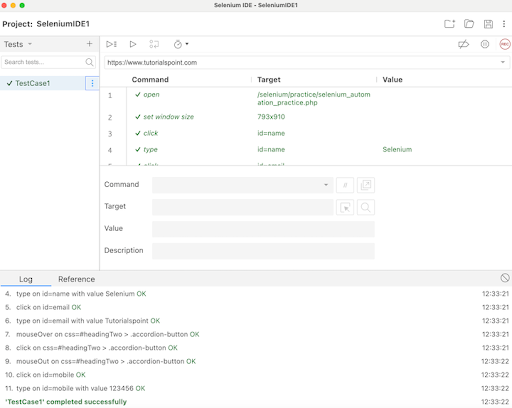 Selenium IDE - SeleniumIDE1
Project: SeleniumIDE1
Tests
Search tests...
✓ TestCase1
https://www.tutorialspoint.com
Command Target Value
1 ✓ open /selenium/practice/selenium_autom
ation_practice.php
2 ✓ set window size 793x910
3 ✓ click id=name
4 ✓ type id=name Selenium
Command //
Target
Value
Description
REC
Log Reference
4. type on id=name with value Selenium OK 12:33:21
5. click on id=email OK 12:33:21
6. type on id=email with value Tutorialspoint OK 12:33:21
7. mouseOver on css=#headingTwo > .accordion-button OK 12:33:21
8. click on css=#headingTwo > .accordion-button OK 12:33:21
9. mouseOut on css=#headingTwo > .accordion-button OK 12:33:22
10. click on id=mobile OK 12:33:22
11. type on id=mobile with value 123456 OK 12:33:22
'TestCase1' completed successfully 12:33:22